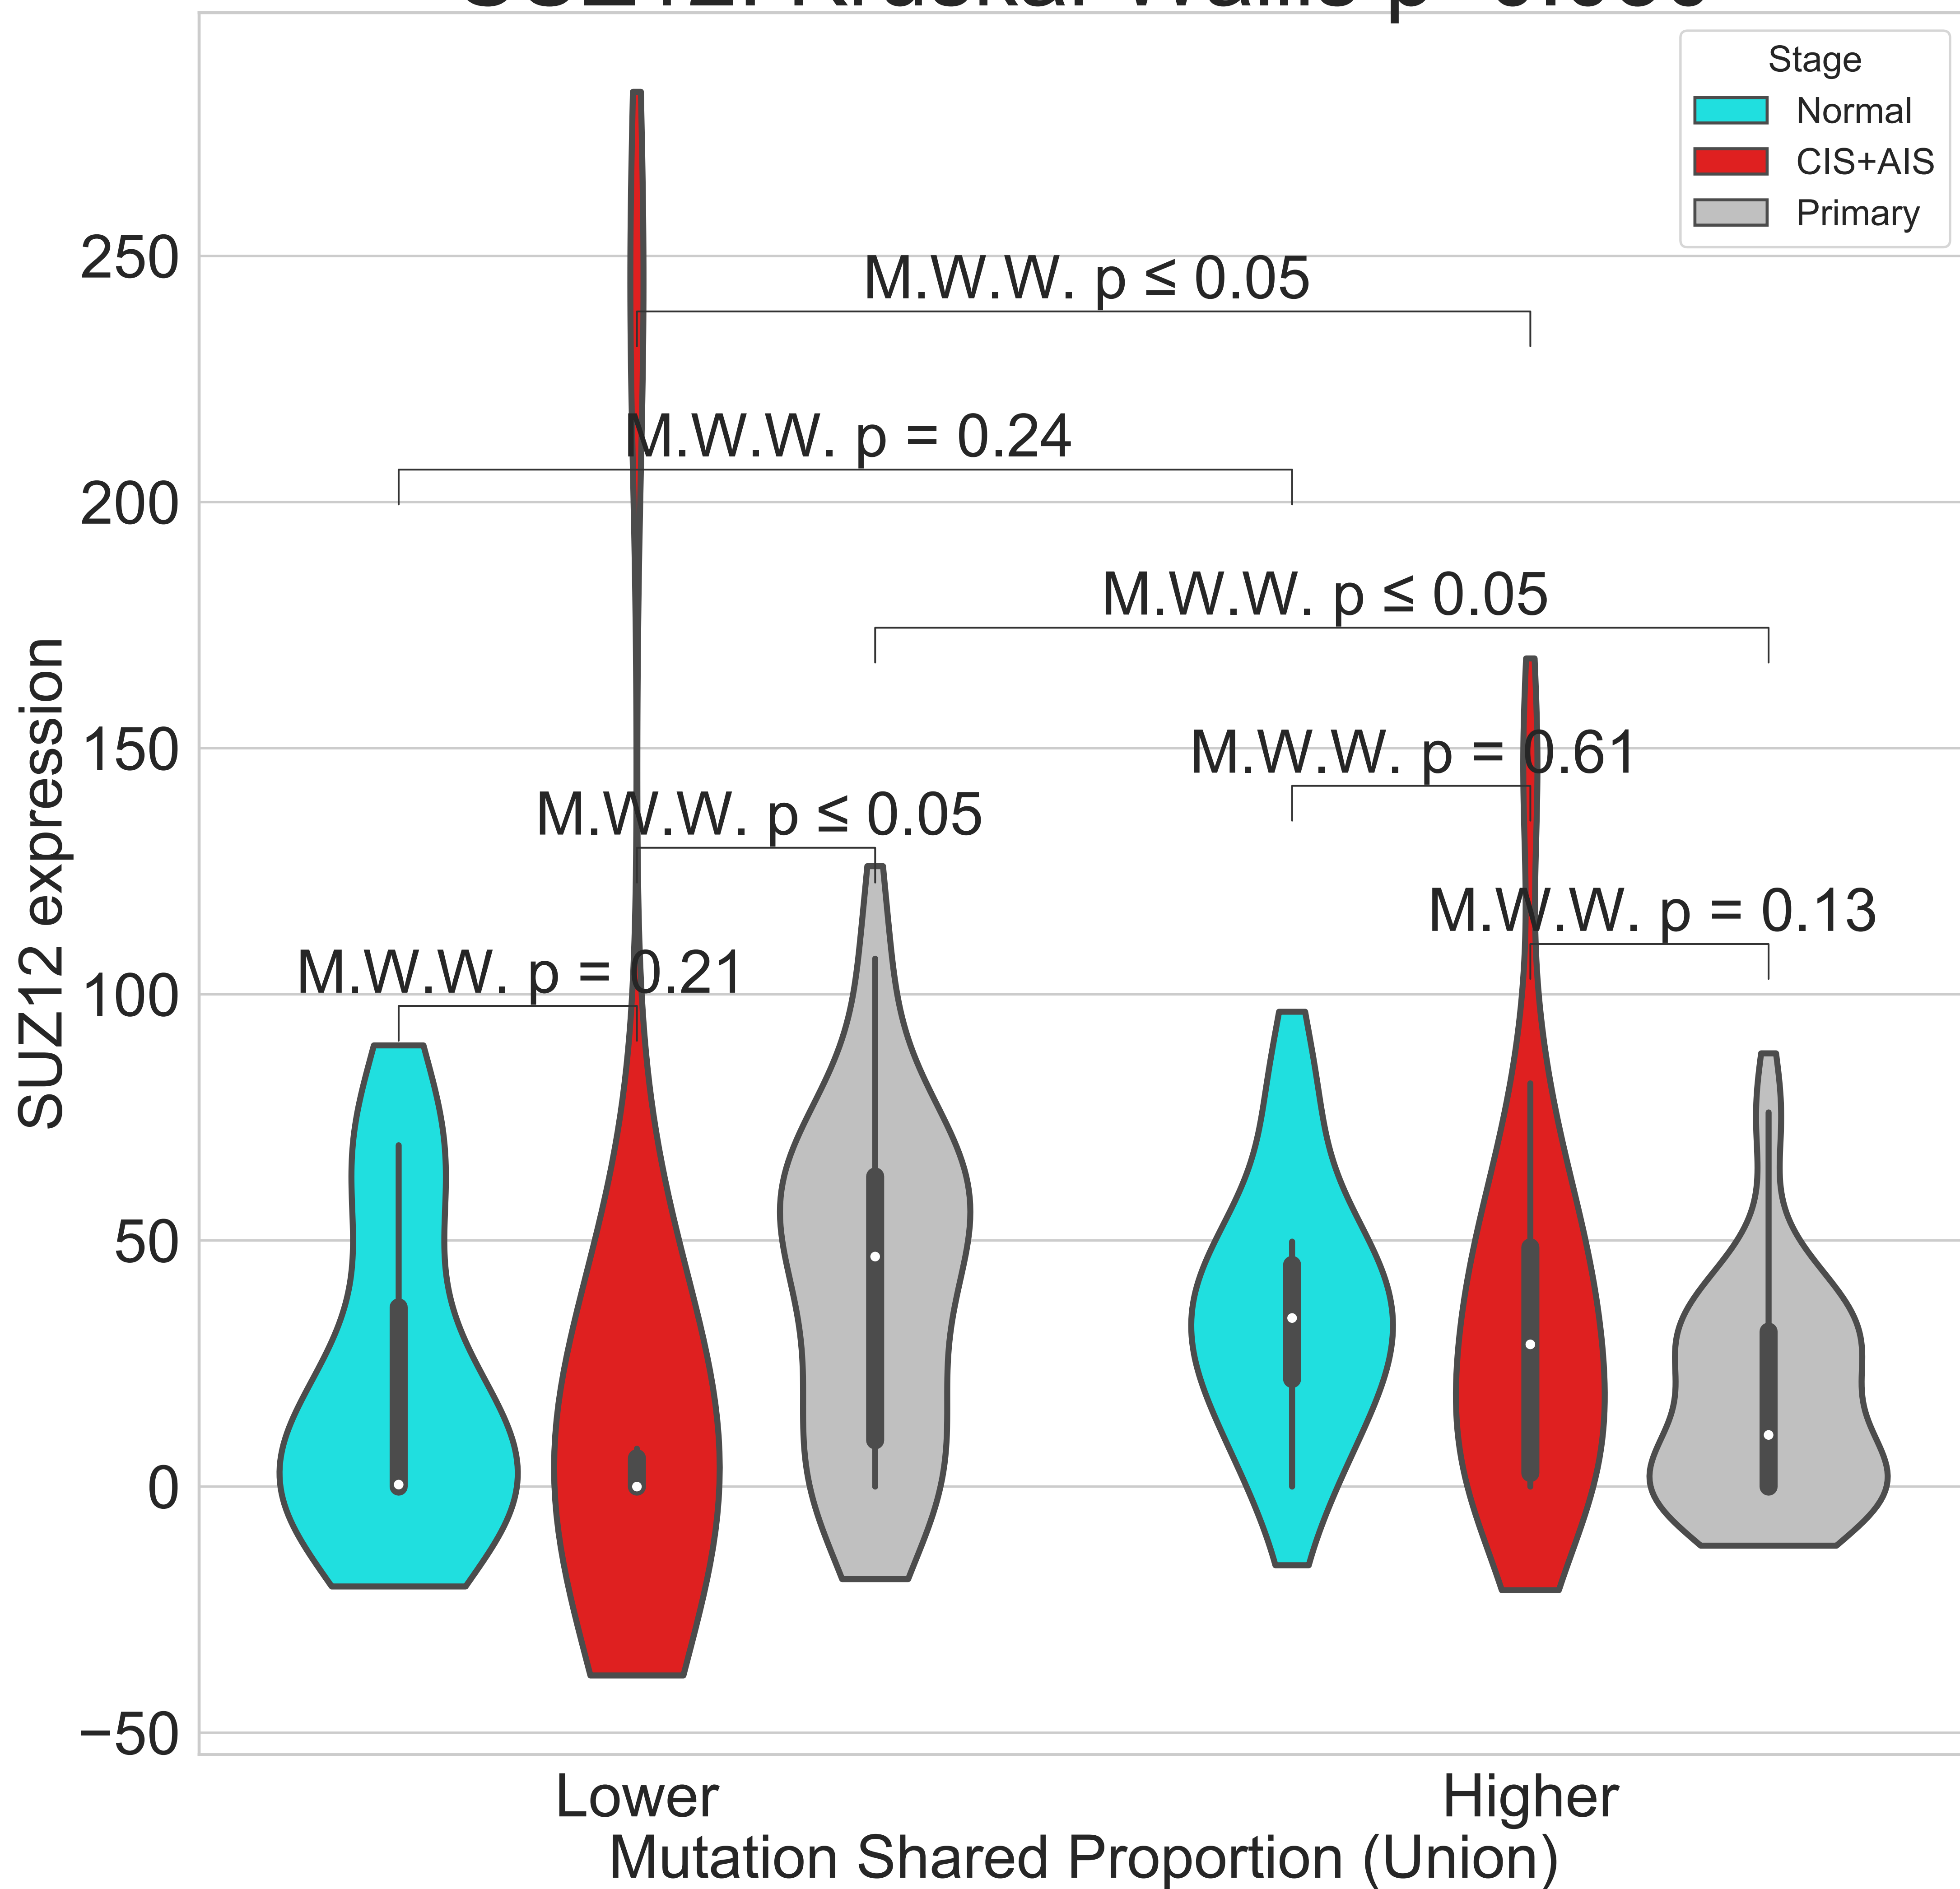 Stage
Normal
CIS+AIS
Primary
250
M.W.W. p ≤ 0.05
M.W.W. p = 0.24
200
M.W.W. p ≤ 0.05
150
M.W.W. p = 0.61
M.W.W. p ≤ 0.05
M.W.W. p = 0.13
M.W.W. p = 0.21
100
SUZ12 expression
50
0
−50
Lower
Higher
Mutation Shared Proportion (Union)